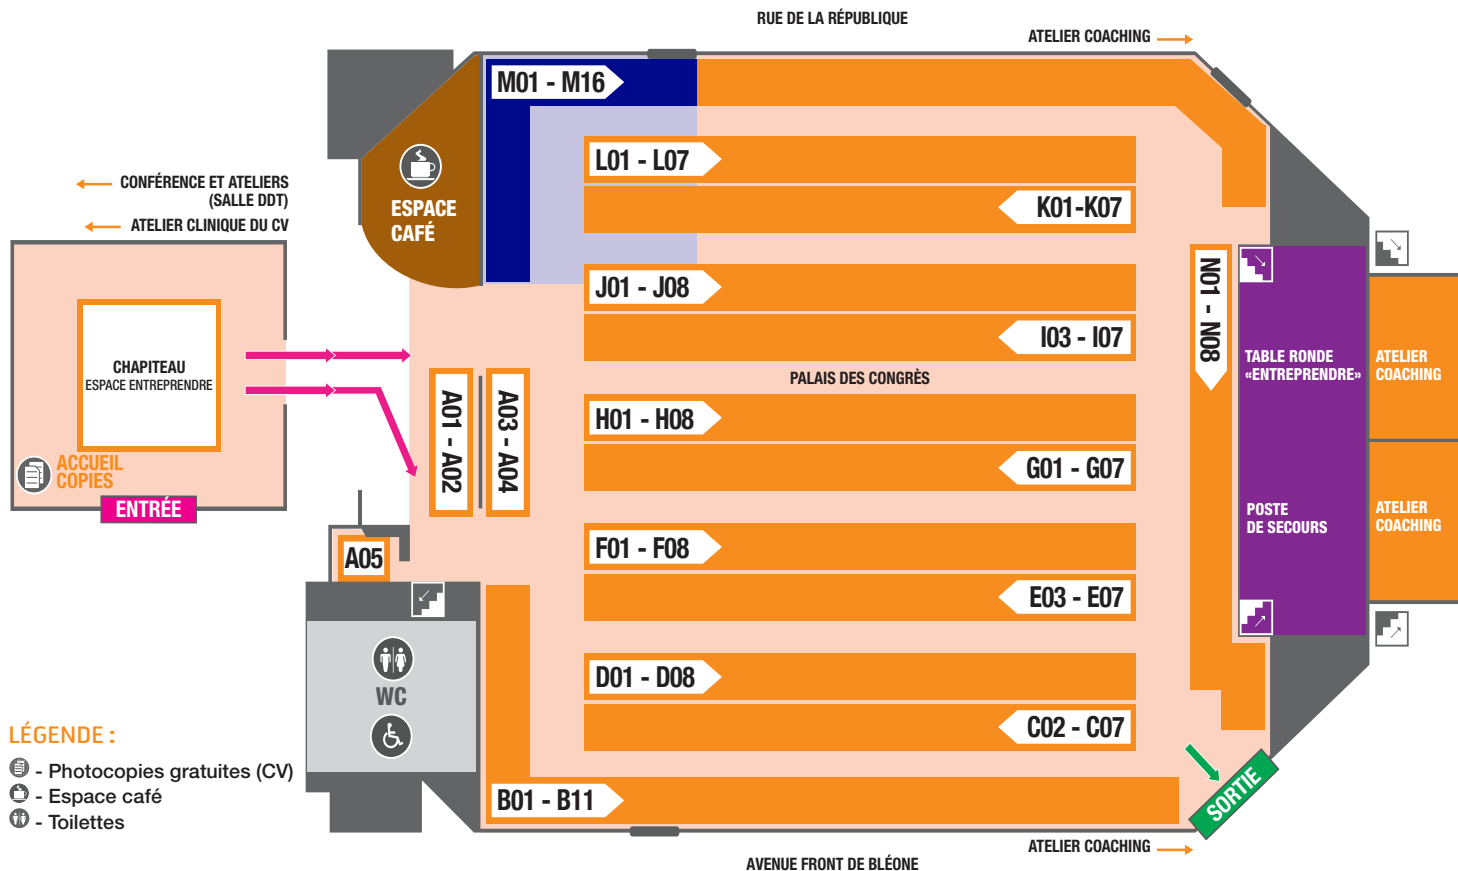 RUE DE LA RÉPUBLIQUE
ATELIER COACHING
M01 - M16
L01 - L07
CONFÉRENCE ET ATELIERS
(SALLE DDT)
ATELIER CLINIQUE DU CV
ESPACE
CAFÉ
K01-K07
J01 - J08
I03 - I07
N01 - N08
CHAPITEAU
ESPACE ENTREPRENDRE
TABLE RONDE
«ENTREPRENDRE»
ATELIER
COACHING
PALAIS DES CONGRÈS
A01 - A02
A03 - A04
H01 - H08
G01 - G07
ACCUEIL
COPIES
ENTRÉE
POSTE
DE SECOURS
ATELIER
COACHING
A05
F01 - F08
E03 - E07
WC
D01 - D08
C02 - C07
LÉGENDE :
- Photocopies gratuites (CV)
- Espace café
- Toilettes
B01 - B11
SORTIE
ATELIER COACHING
AVENUE FRONT DE BLÉONE